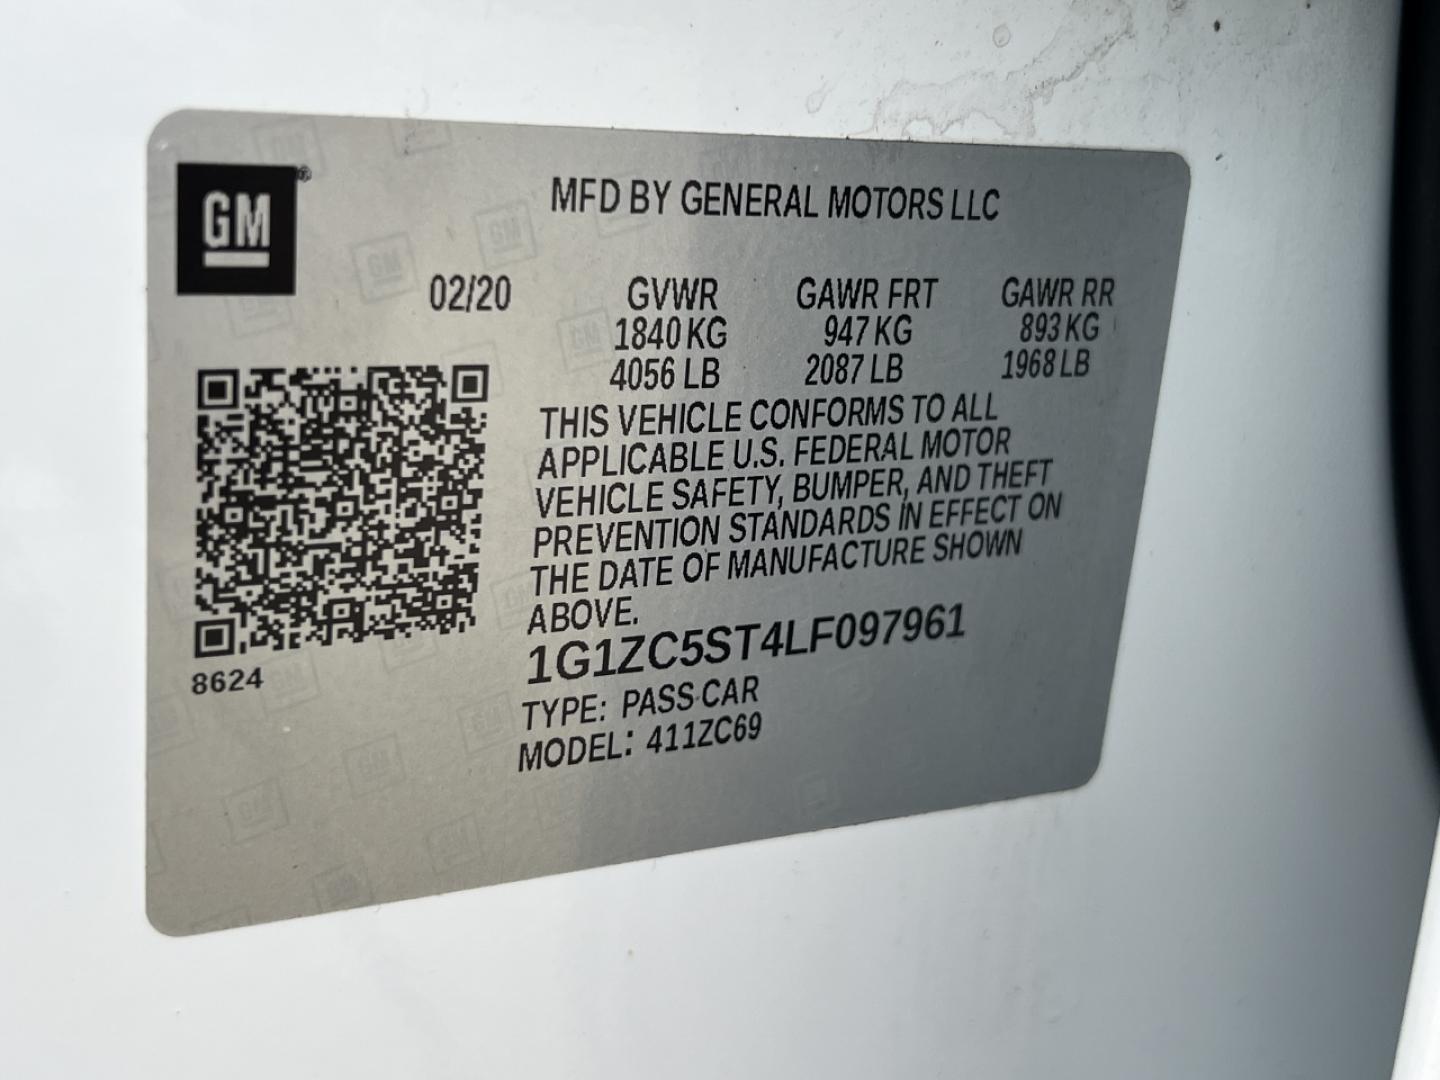 GM®
MFD BY GENERAL MOTORS LLC
02/20 GVWR GAWR FRT GAWR RR
1840 KG 947 KG 893 KG
4056 LB 2087 LB 1968 LB
THIS VEHICLE CONFORMS TO ALL
APPLICABLE U.S. FEDERAL MOTOR
VEHICLE SAFETY, BUMPER, AND THEFT
PREVENTION STANDARDS IN EFFECT ON
THE DATE OF MANUFACTURE SHOWN
ABOVE.
1G1ZC5ST4LF097961
8624
TYPE: PASS CAR
MODEL: 411ZC69